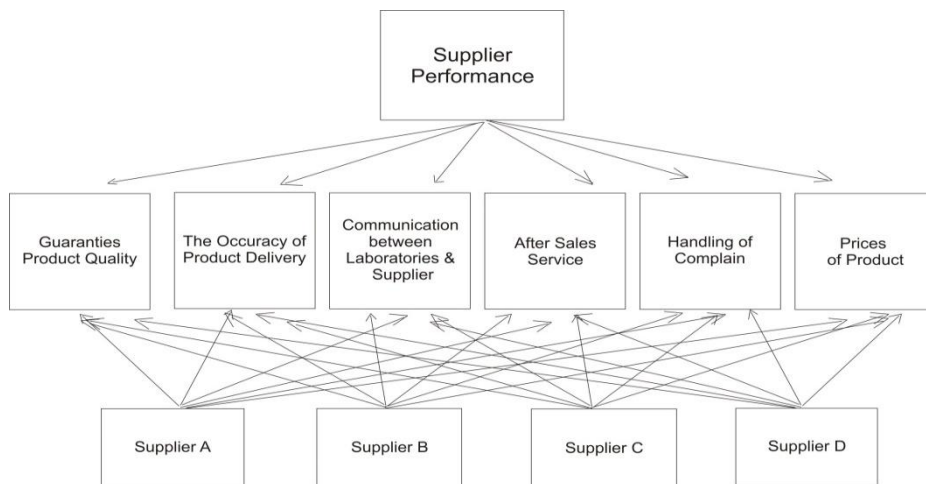 Supplier
Performance
Guaranties
Product Quality
The Occuracy of
Product Delivery
Communication
between
Laboratories &
Supplier
After Sales
Service
Handling of
Complain
Prices
of Product
Supplier A
Supplier B
Supplier C
Supplier D